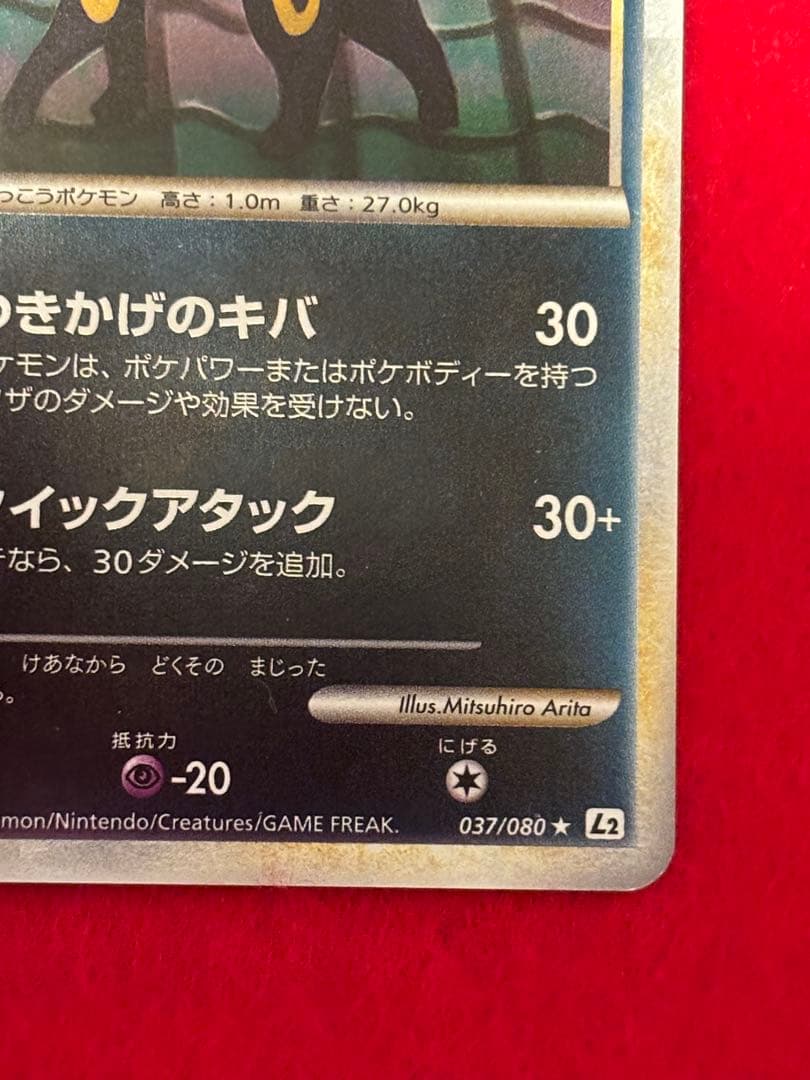 っこうポケモン 高さ：1.0m 重さ：27.0kg
つきかげのキバ 30
ケモンは、ポケパワーまたはポケボディーを持つ
ワザのダメージや効果を受けない。
クイックアタック 30+
テなら、30ダメージを追加。
けあなから どくその まじった
。
Illus.Mitsuhiro Arita
抵抗力 にげる
-20
mon/Nintendo/Creatures/GAME FREAK. 037/080 ★ L2